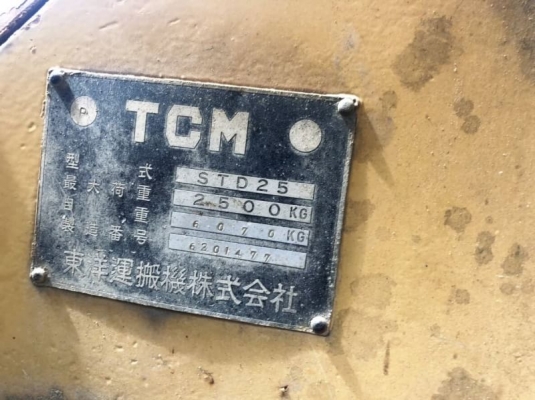 TCM
型式 STD25
最大荷重 2500KG
自重 6070KG
製造番号 6201477
東洋運搬機株式会社